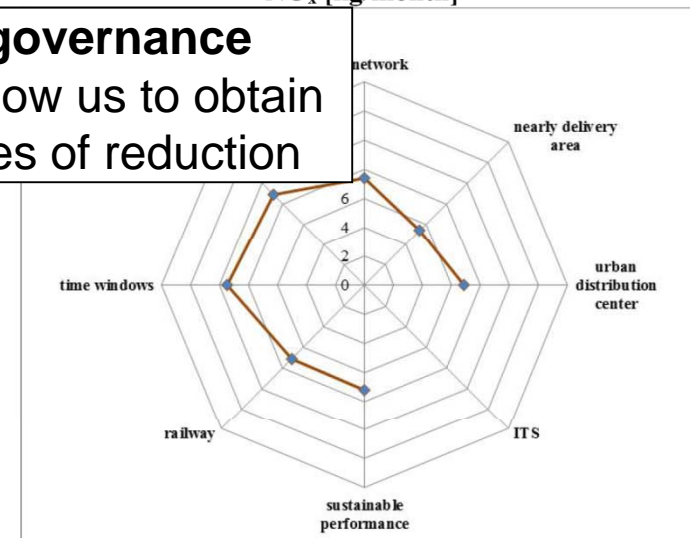 governance
ow us to obtain
es of reduction
network
nearly delivery
area
6
4
2
0
time windows
urban
distribution
center
railway
ITS
sustainable
performance